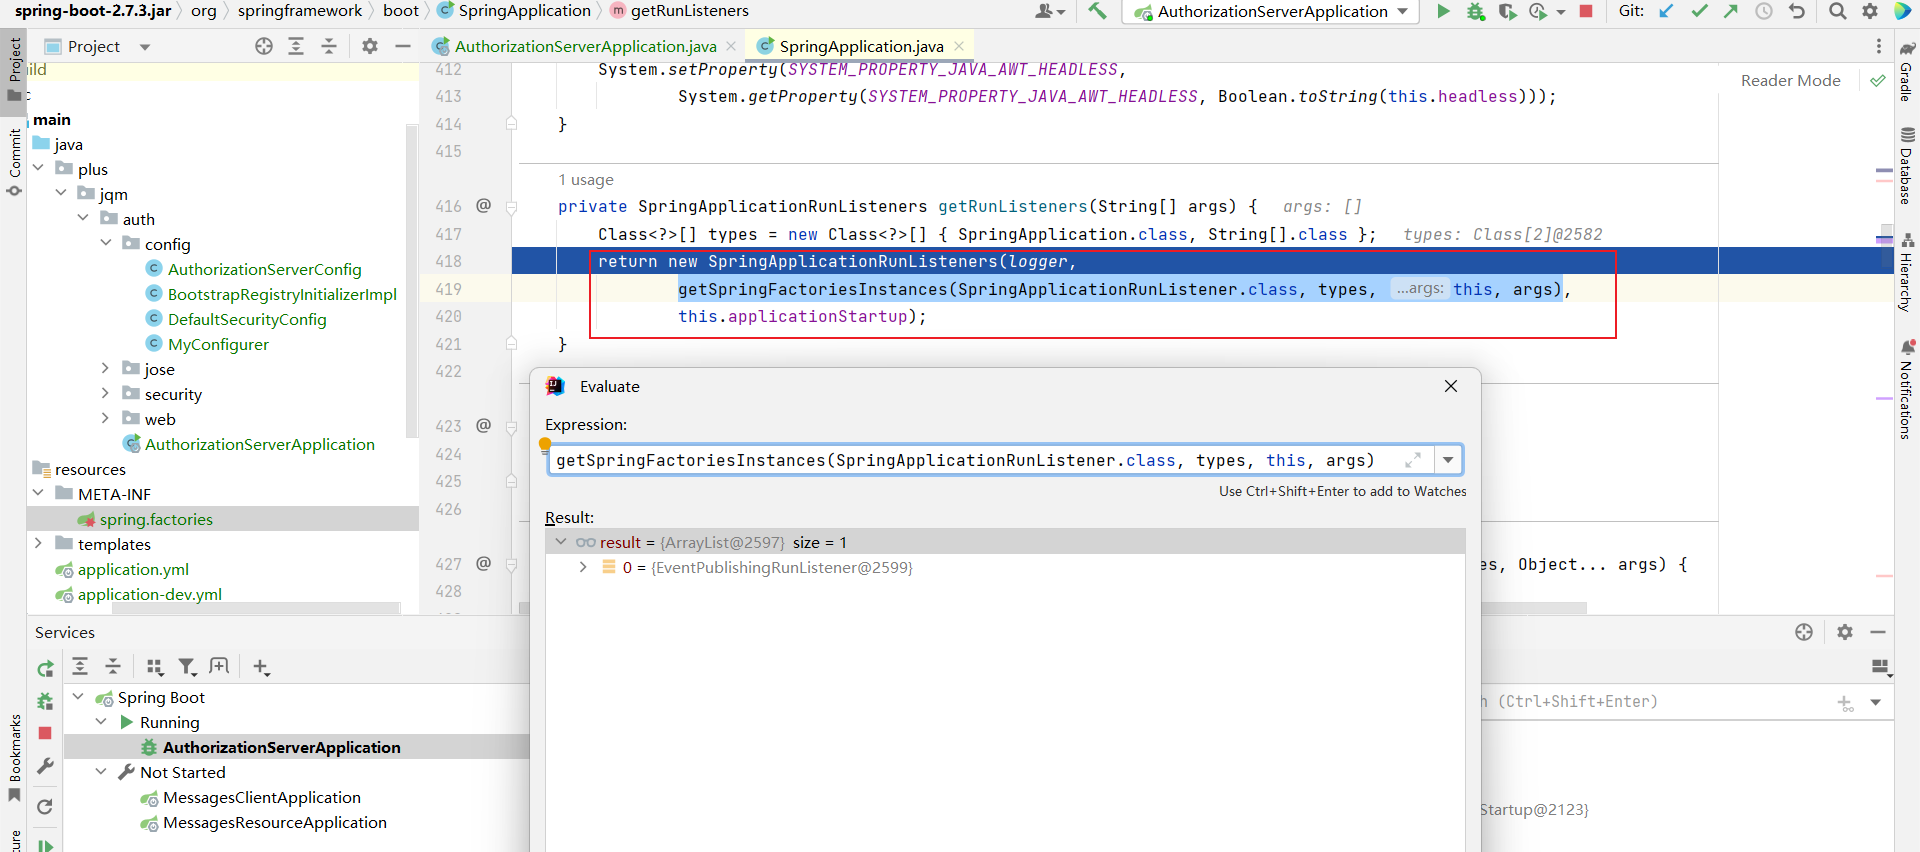 spring-boot-2.7.3.jar org springframework boot SpringApplication getRunListeners
AuthorizationServerApplication Git:
Project
AuthorizationServerApplication.java SpringApplication.java
Project
Commit
Bookmarks
main
java
plus
jqm
auth
config
AuthorizationServerConfig
BootstrapRegistryInitializerImpl
DefaultSecurityConfig
MyConfigurer
jose
security
web
AuthorizationServerApplication
resources
META-INF
spring.factories
templates
application.yml
application-dev.yml
Reader Mode
412 System.setProperty(SYSTEM_PROPERTY_JAVA_AWT_HEADLESS,
413 System.getProperty(SYSTEM_PROPERTY_JAVA_AWT_HEADLESS, Boolean.toString(this.headless)));
414 }
415
1 usage
416 @ private SpringApplicationRunListeners getRunListeners(String[] args) { args: []
417 Class<?>[] types = new Class<?>[] { SpringApplication.class, String[].class }; types: Class[2]@2582
418 return new SpringApplicationRunListeners(logger,
419 getSpringFactoriesInstances(SpringApplicationRunListener.class, types, ...args: this, args),
420 this.applicationStartup);
421 }
422
423 @
424
425
426
427 @ es, Object... args) {
428
Evaluate
Expression:
getSpringFactoriesInstances(SpringApplicationRunListener.class, types, this, args)
Use Ctrl+Shift+Enter to add to Watches
Result:
result = {ArrayList@2597} size = 1
0 = {EventPublishingRunListener@2599}
Gradle
Database
Hierarchy
Notifications
Services
Spring Boot
Running
AuthorizationServerApplication
Not Started
MessagesClientApplication
MessagesResourceApplication
(Ctrl+Shift+Enter)
Startup@2123}